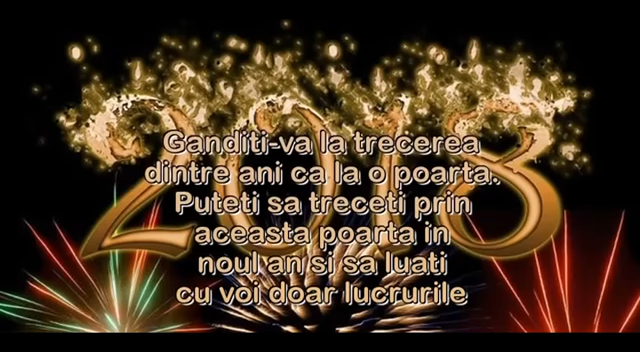 2018
Ganditi-va la trecerea
dintre ani ca la o poarta.
Puteti sa treceti prin
aceasta poarta in
noul an si sa luati
cu voi doar lucrurile